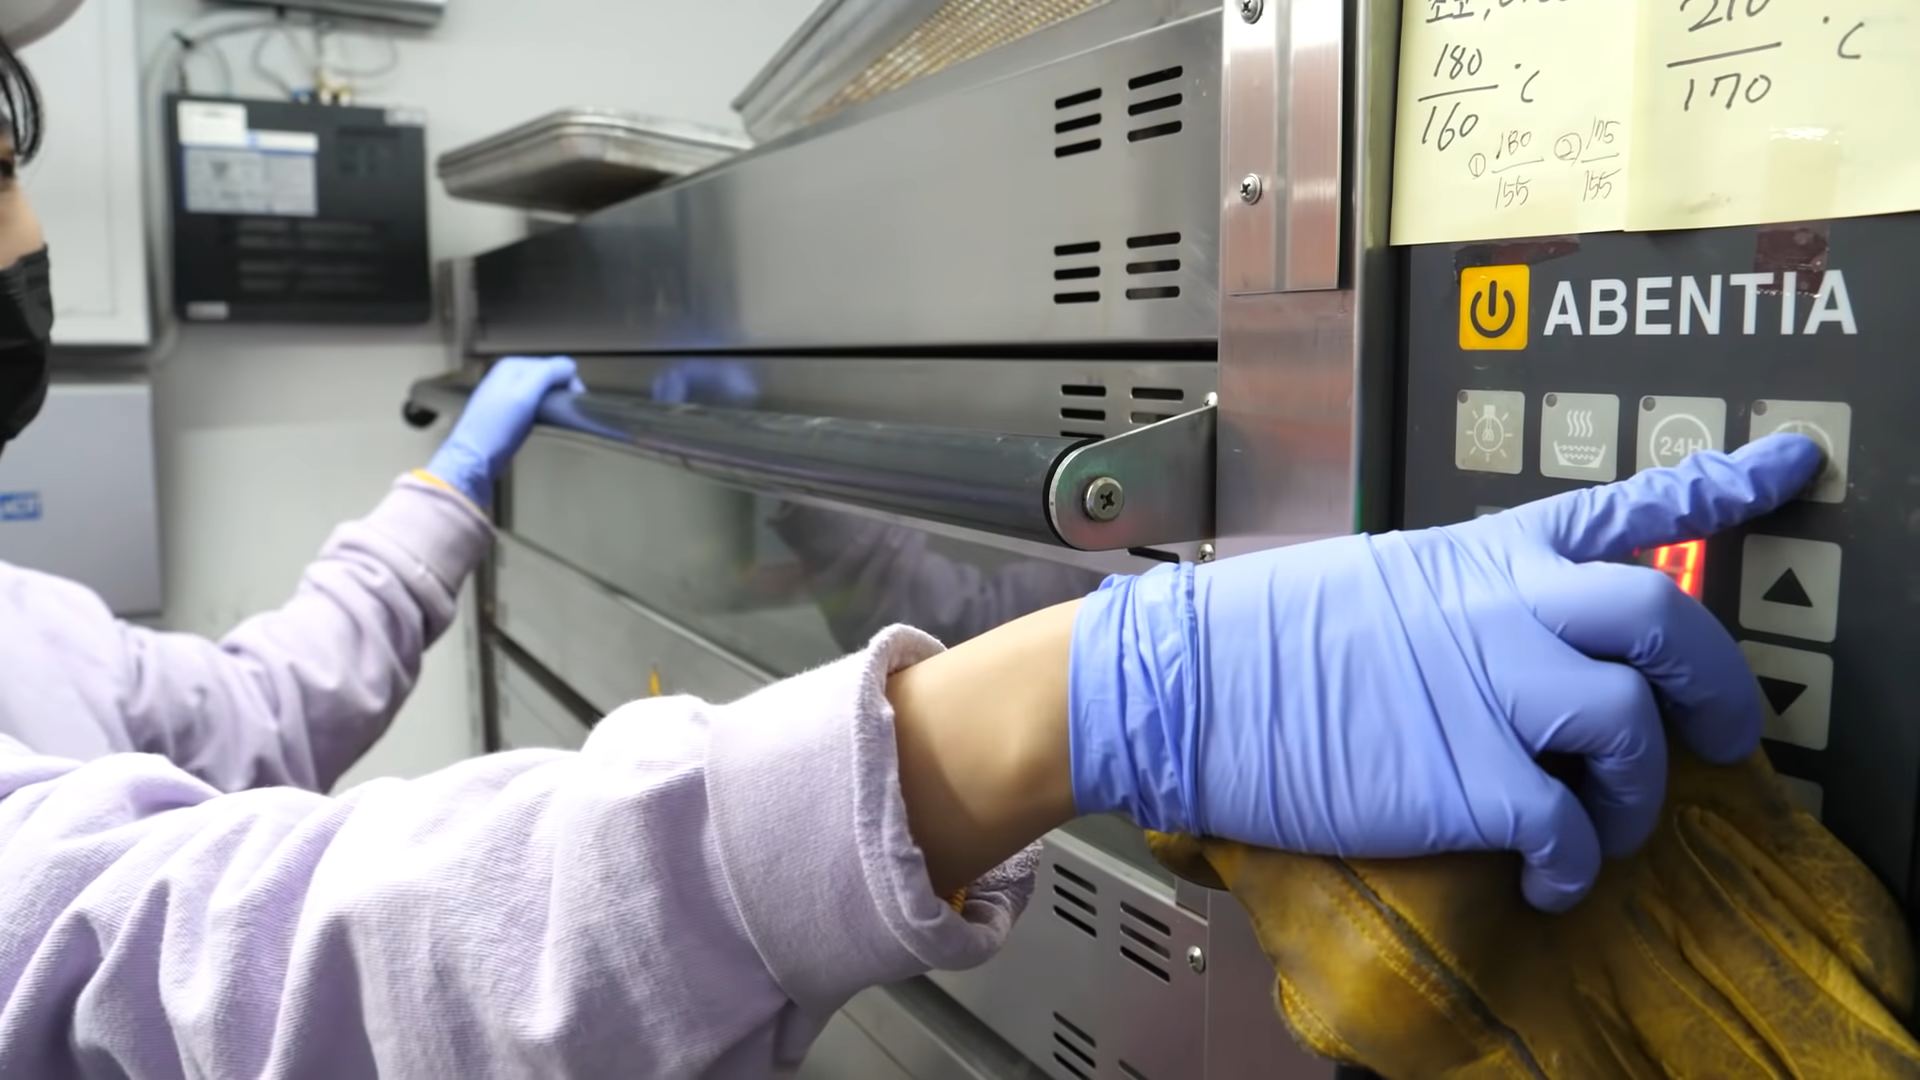 180
160 °C
① 180 ② 175
155 155
210
170 °C
ABENTIA
24H